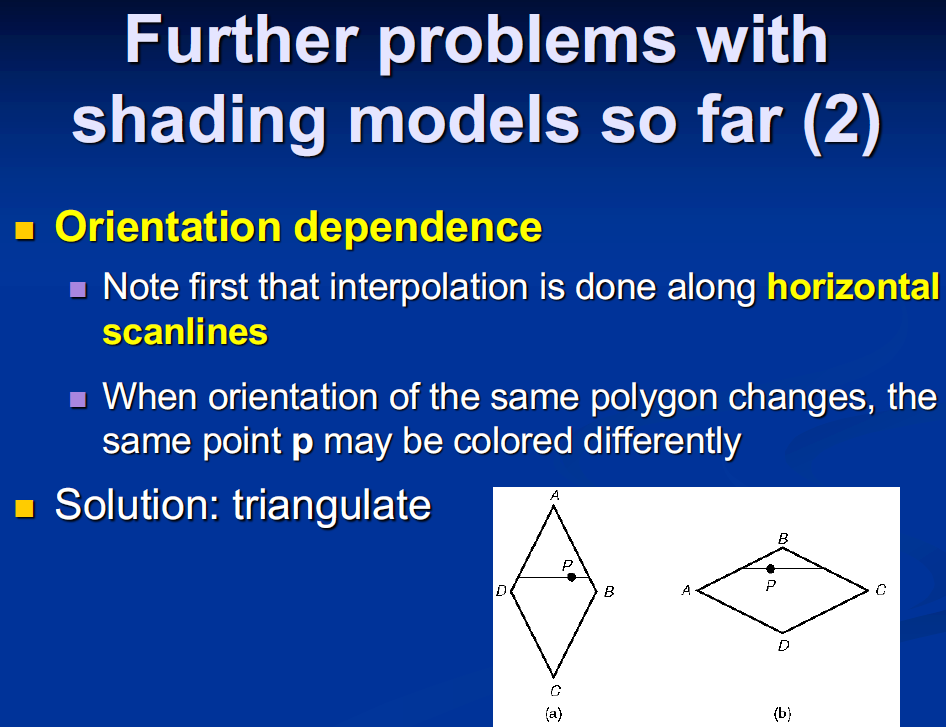 Further problems with
shading models so far (2)
Orientation dependence
Note first that interpolation is done along horizontal
scanlines
When orientation of the same polygon changes, the
same point p may be colored differently
Solution: triangulate
A
P
D
B
C
(a)
B
A
P
C
D
(b)